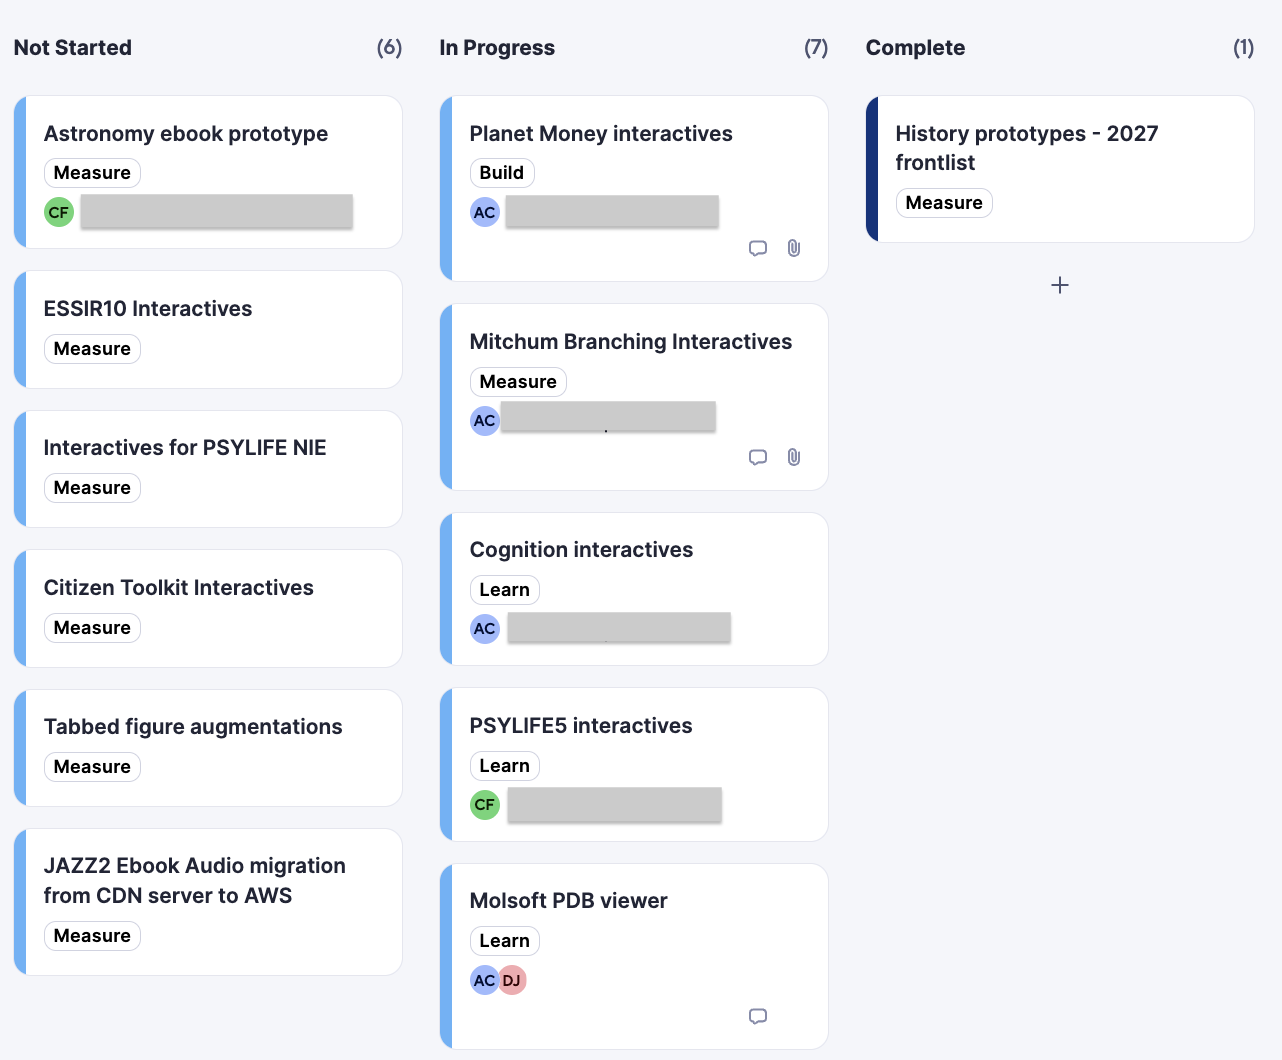 Not Started (6)
Astronomy ebook prototype
Measure
CF
ESSIR10 Interactives
Measure
Interactives for PSYLIFE NIE
Measure
Citizen Toolkit Interactives
Measure
Tabbed figure augmentations
Measure
JAZZ2 Ebook Audio migration
from CDN server to AWS
Measure
In Progress (7)
Planet Money interactives
Build
AC
Mitchum Branching Interactives
Measure
AC
Cognition interactives
Learn
AC
PSYLIFE5 interactives
Learn
CF
Molsoft PDB viewer
Learn
AC DJ
Complete (1)
History prototypes - 2027
frontlist
Measure